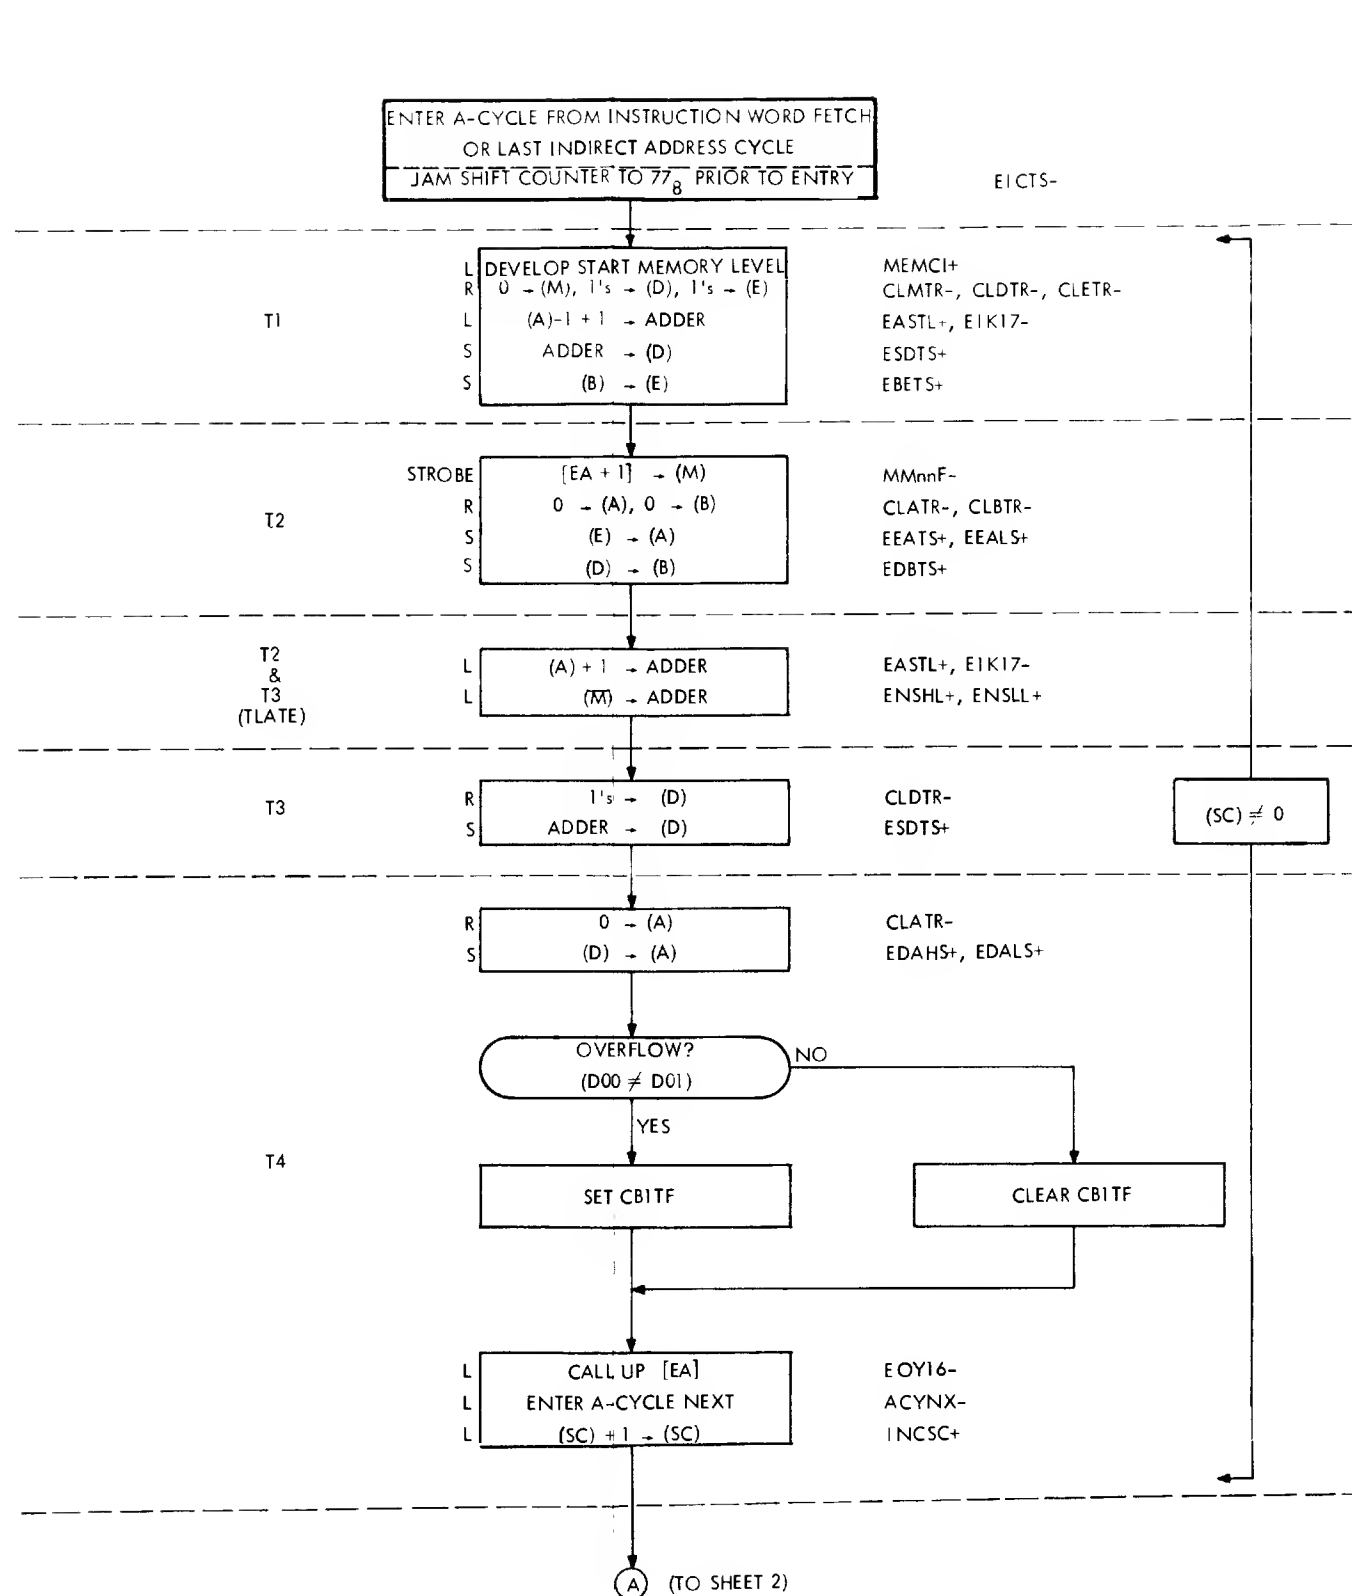 ENTER A-CYCLE FROM INSTRUCTION WORD FETCH
OR LAST INDIRECT ADDRESS CYCLE
JAM SHIFT COUNTER TO 77₈ PRIOR TO ENTRY
EICTS-
T1
L DEVELOP START MEMORY LEVEL MEMCI+
R 0 → (M), 1's → (D), 1's → (E) CLMTR-, CLDTR-, CLETR-
L (A)-1 + 1 → ADDER EASTL+, E1K17-
S ADDER → (D) ESDTS+
S (B) → (E) EBETS+
T2
STROBE [EA + 1] → (M) MMnnF-
R 0 → (A), 0 → (B) CLATR-, CLBTR-
S (E) → (A) EEATS+, EEALS+
S (D) → (B) EDBTS+
T2
&
T3
(TLATE)
L (A) + 1 → ADDER EASTL+, E1K17-
L (M̅) → ADDER ENSHL+, ENSLL+
T3
R 1's → (D) CLDTR-
S ADDER → (D) ESDTS+
(SC) ≠ 0
R 0 → (A) CLATR-
S (D) → (A) EDAHS+, EDALS+
OVERFLOW?
(D00 ≠ D01)
NO
YES
T4
SET CBITF
CLEAR CBITF
L CALL UP [EA] EOY16-
L ENTER A-CYCLE NEXT ACYNX-
L (SC) + 1 → (SC) INCSC+
A (TO SHEET 2)